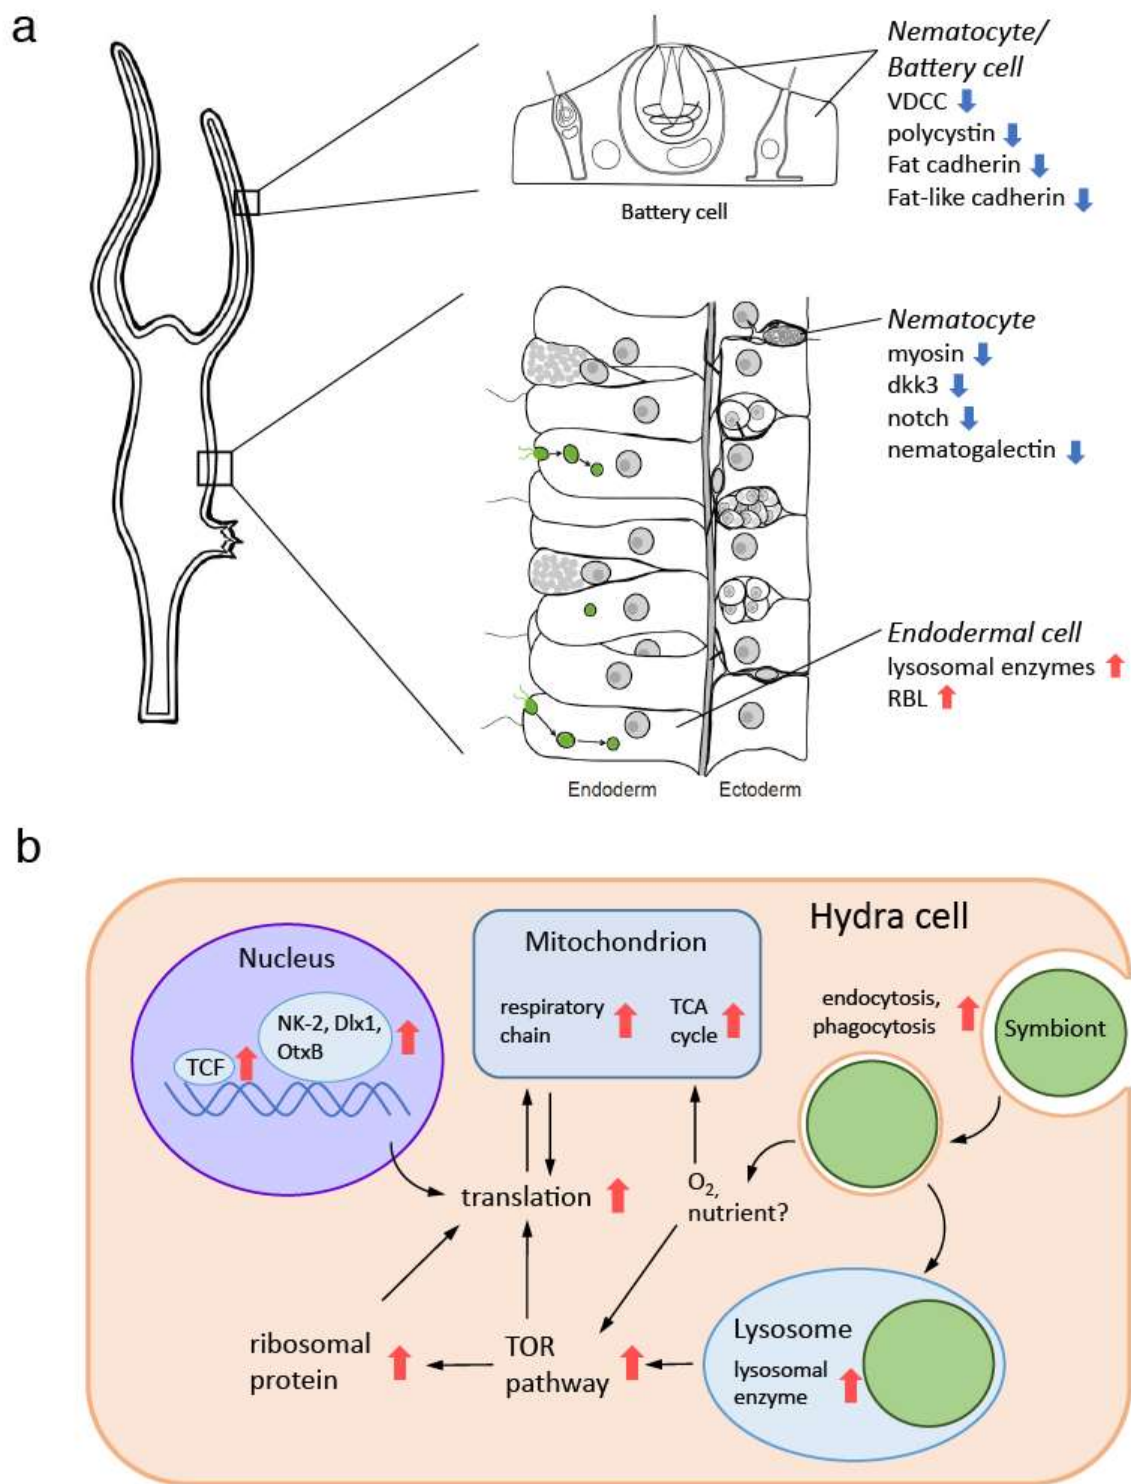 a
Nematocyte/
Battery cell
VDCC
polycystin
Fat cadherin
Fat-like cadherin
Battery cell
Nematocyte
myosin
dkk3
notch
nematogalectin
Endodermal cell
lysosomal enzymes
RBL
Endoderm
Ectoderm
b
Hydra cell
Nucleus
NK-2, Dlx1,
OtxB
TCF
Mitochondrion
respiratory
chain
TCA
cycle
endocytosis,
phagocytosis
Symbiont
translation
O2,
nutrient?
ribosomal
protein
TOR
pathway
Lysosome
lysosomal
enzyme